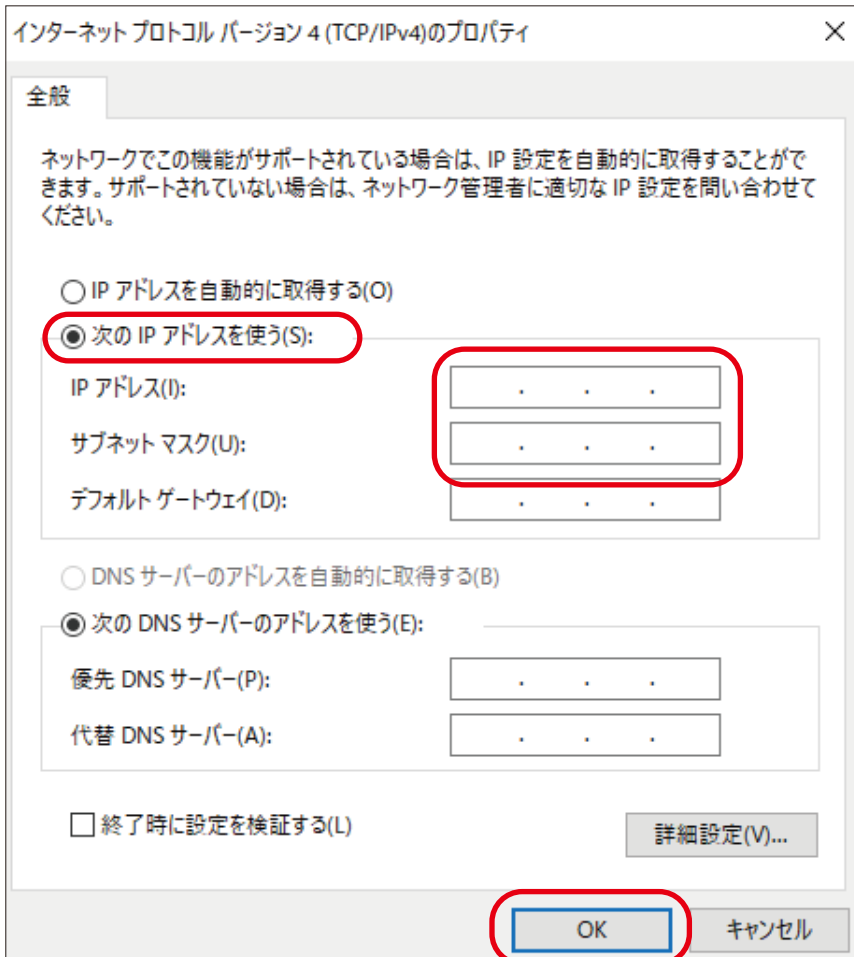 インターネット プロトコル バージョン 4 (TCP/IPv4)のプロパティ
全般
ネットワークでこの機能がサポートされている場合は、IP 設定を自動的に取得することがで
きます。サポートされていない場合は、ネットワーク管理者に適切な IP 設定を問い合わせて
ください。
IP アドレスを自動的に取得する(O)
次の IP アドレスを使う(S):
IP アドレス(I):
サブネット マスク(U):
デフォルト ゲートウェイ(D):
DNS サーバーのアドレスを自動的に取得する(B)
次の DNS サーバーのアドレスを使う(E):
優先 DNS サーバー(P):
代替 DNS サーバー(A):
終了時に設定を検証する(L)
詳細設定(V)...
OK
キャンセル